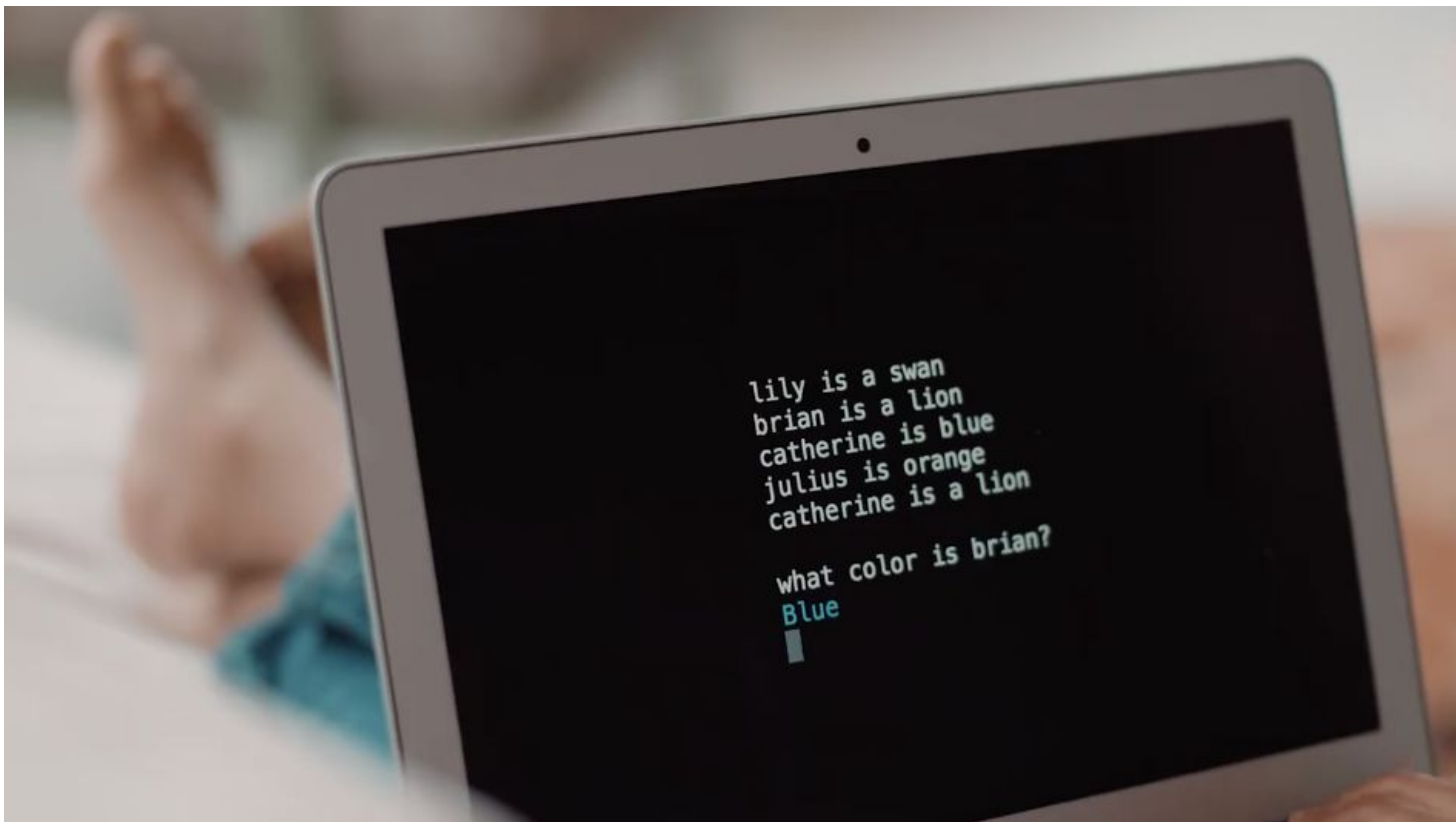 lily is a swan
brian is a lion
catherine is blue
julius is orange
catherine is a lion
what color is brian?
Blue